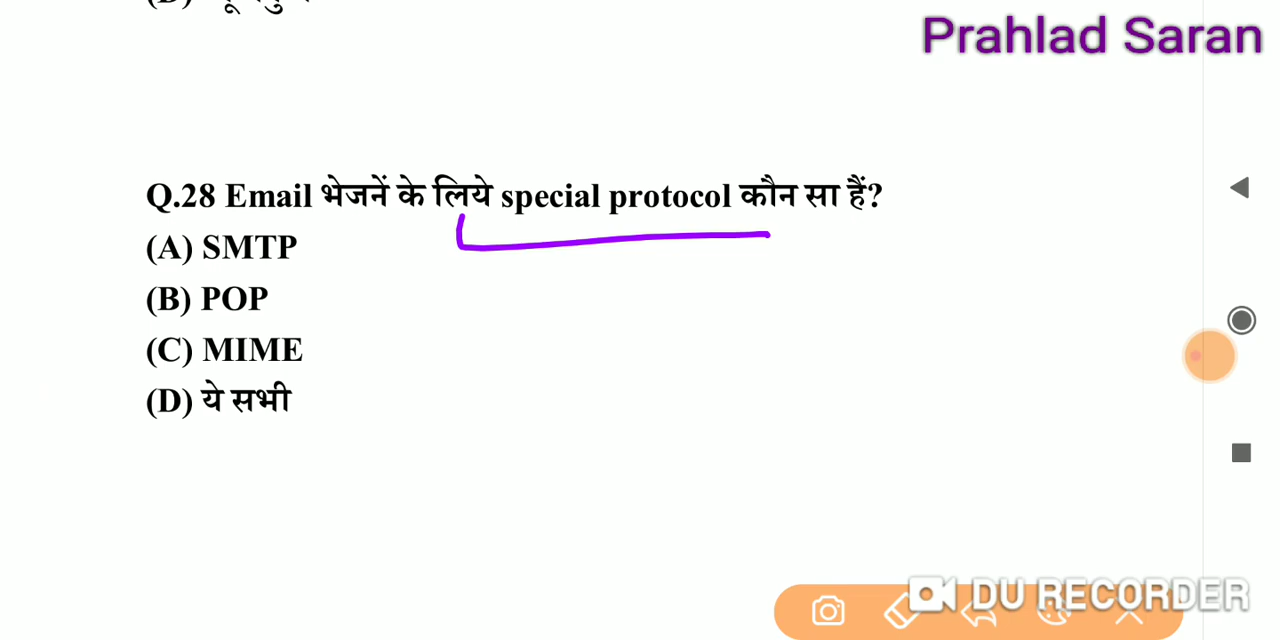 Prahlad Saran
Q.28 Email भेजनें के लिये special protocol कौन सा हैं?
(A) SMTP
(B) POP
(C) MIME
(D) ये सभी
DU RECORDER